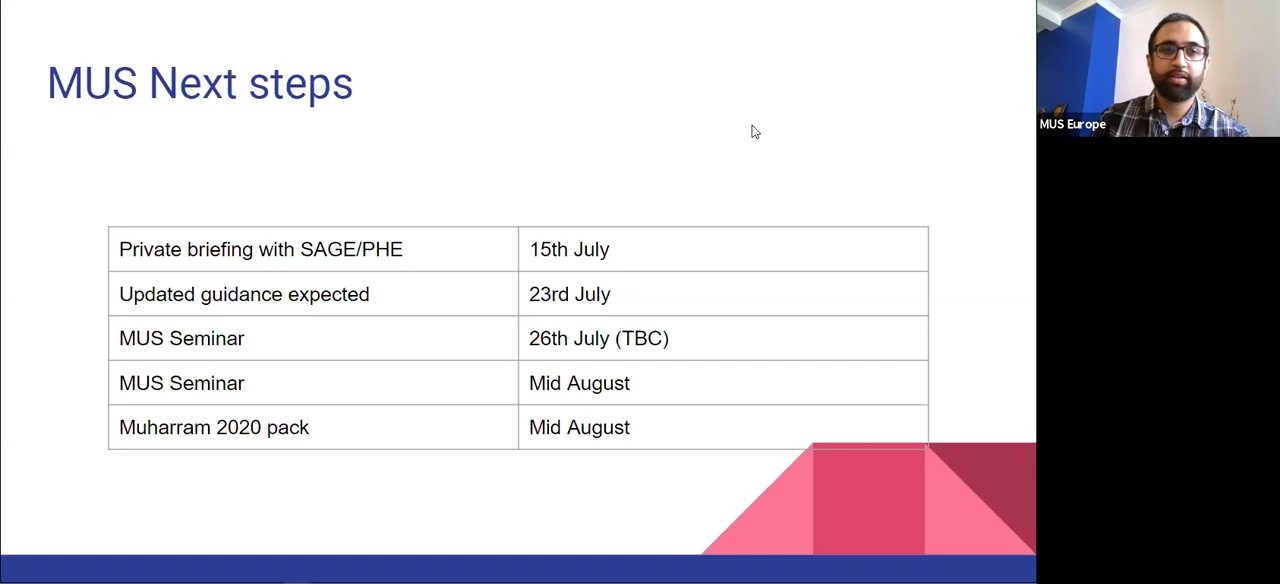 MUS Next steps
MUS Europe
Private briefing with SAGE/PHE 15th July
Updated guidance expected 23rd July
MUS Seminar 26th July (TBC)
MUS Seminar Mid August
Muharram 2020 pack Mid August